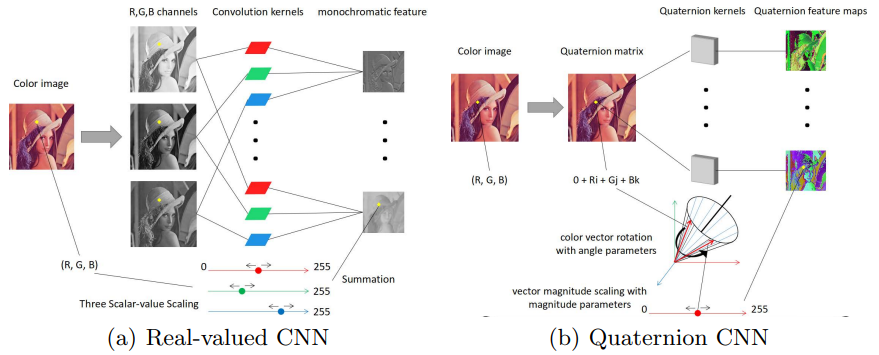 R,G,B channels
Convolution kernels
monochromatic feature
Color image
(R, G, B)
0
255
255
255
Three Scalar-value Scaling
Summation
(a) Real-valued CNN
Quaternion kernels
Quaternion feature maps
Color image
Quaternion matrix
(R, G, B)
0 + Ri + Gj + Bk
color vector rotation
with angle parameters
vector magnitude scaling with
magnitude parameters
0
255
(b) Quaternion CNN